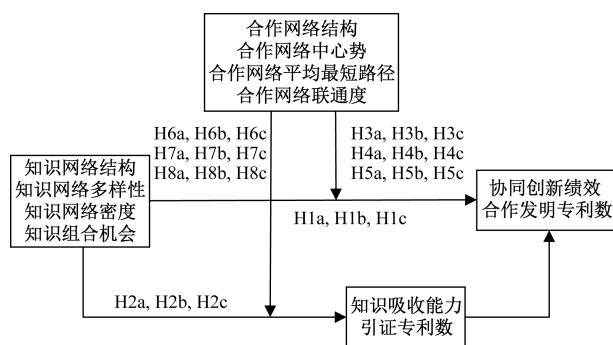 合作网络结构
合作网络中心势
合作网络平均最短路径
合作网络联通度
H6a, H6b, H6c
H7a, H7b, H7c
H8a, H8b, H8c
H3a, H3b, H3c
H4a, H4b, H4c
H5a, H5b, H5c
知识网络结构
知识网络多样性
知识网络密度
知识组合机会
H1a, H1b, H1c
协同创新绩效
合作发明专利数
H2a, H2b, H2c
知识吸收能力
引证专利数